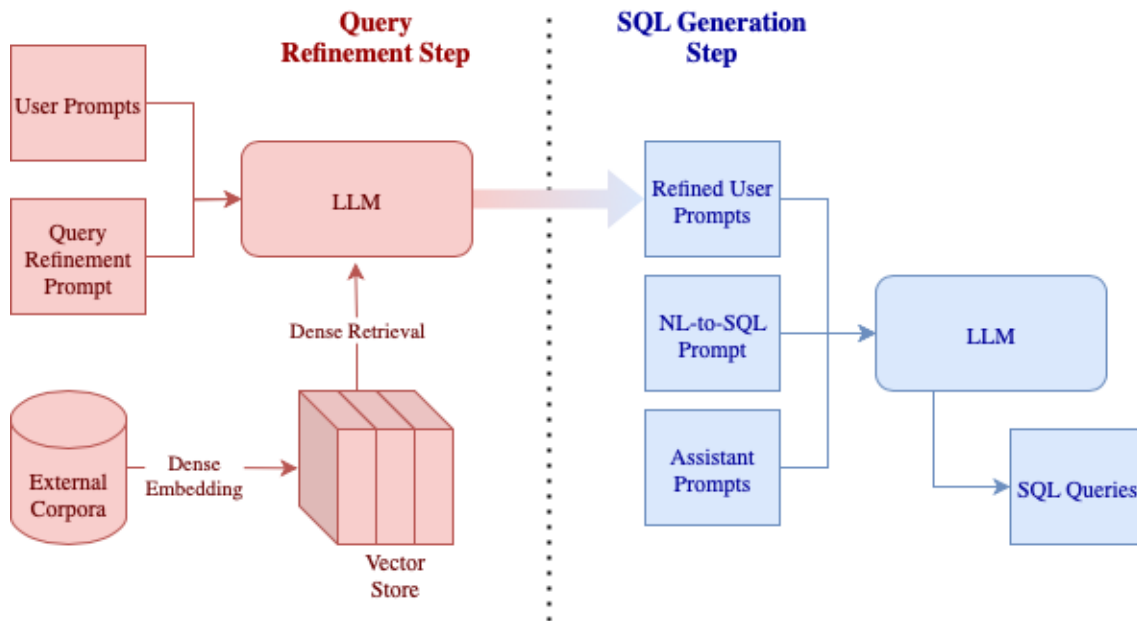 Query
Refinement Step
User Prompts
Query
Refinement
Prompt
LLM
Dense Retrieval
External
Corpora
Dense
Embedding
Vector
Store
SQL Generation
Step
Refined User
Prompts
NL-to-SQL
Prompt
Assistant
Prompts
LLM
SQL Queries